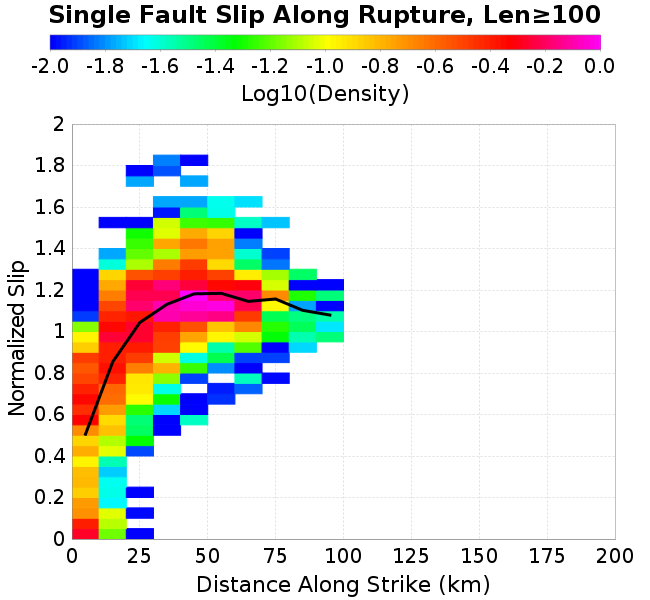 Single Fault Slip Along Rupture, Len≥100
-2.0 -1.8 -1.6 -1.4 -1.2 -1.0 -0.8 -0.6 -0.4 -0.2 0.0
Log10(Density)
Normalized Slip
2
1.8
1.6
1.4
1.2
1
0.8
0.6
0.4
0.2
0
0 25 50 75 100 125 150 175 200
Distance Along Strike (km)